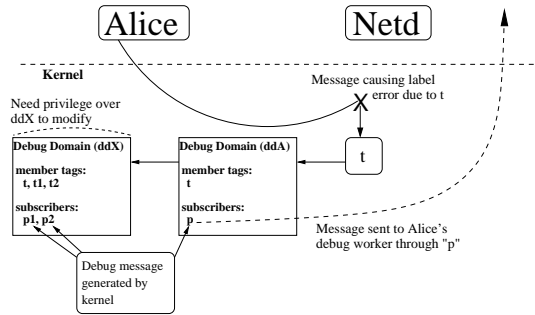 Alice
Netd
Kernel
Message causing label
error due to t
X
Need privilege over
ddX to modify
Debug Domain (ddX)
member tags:
t, t1, t2
subscribers:
p1, p2
Debug Domain (ddA)
member tags:
t
subscribers:
p
t
Message sent to Alice's
debug worker through "p"
Debug message
generated by
kernel